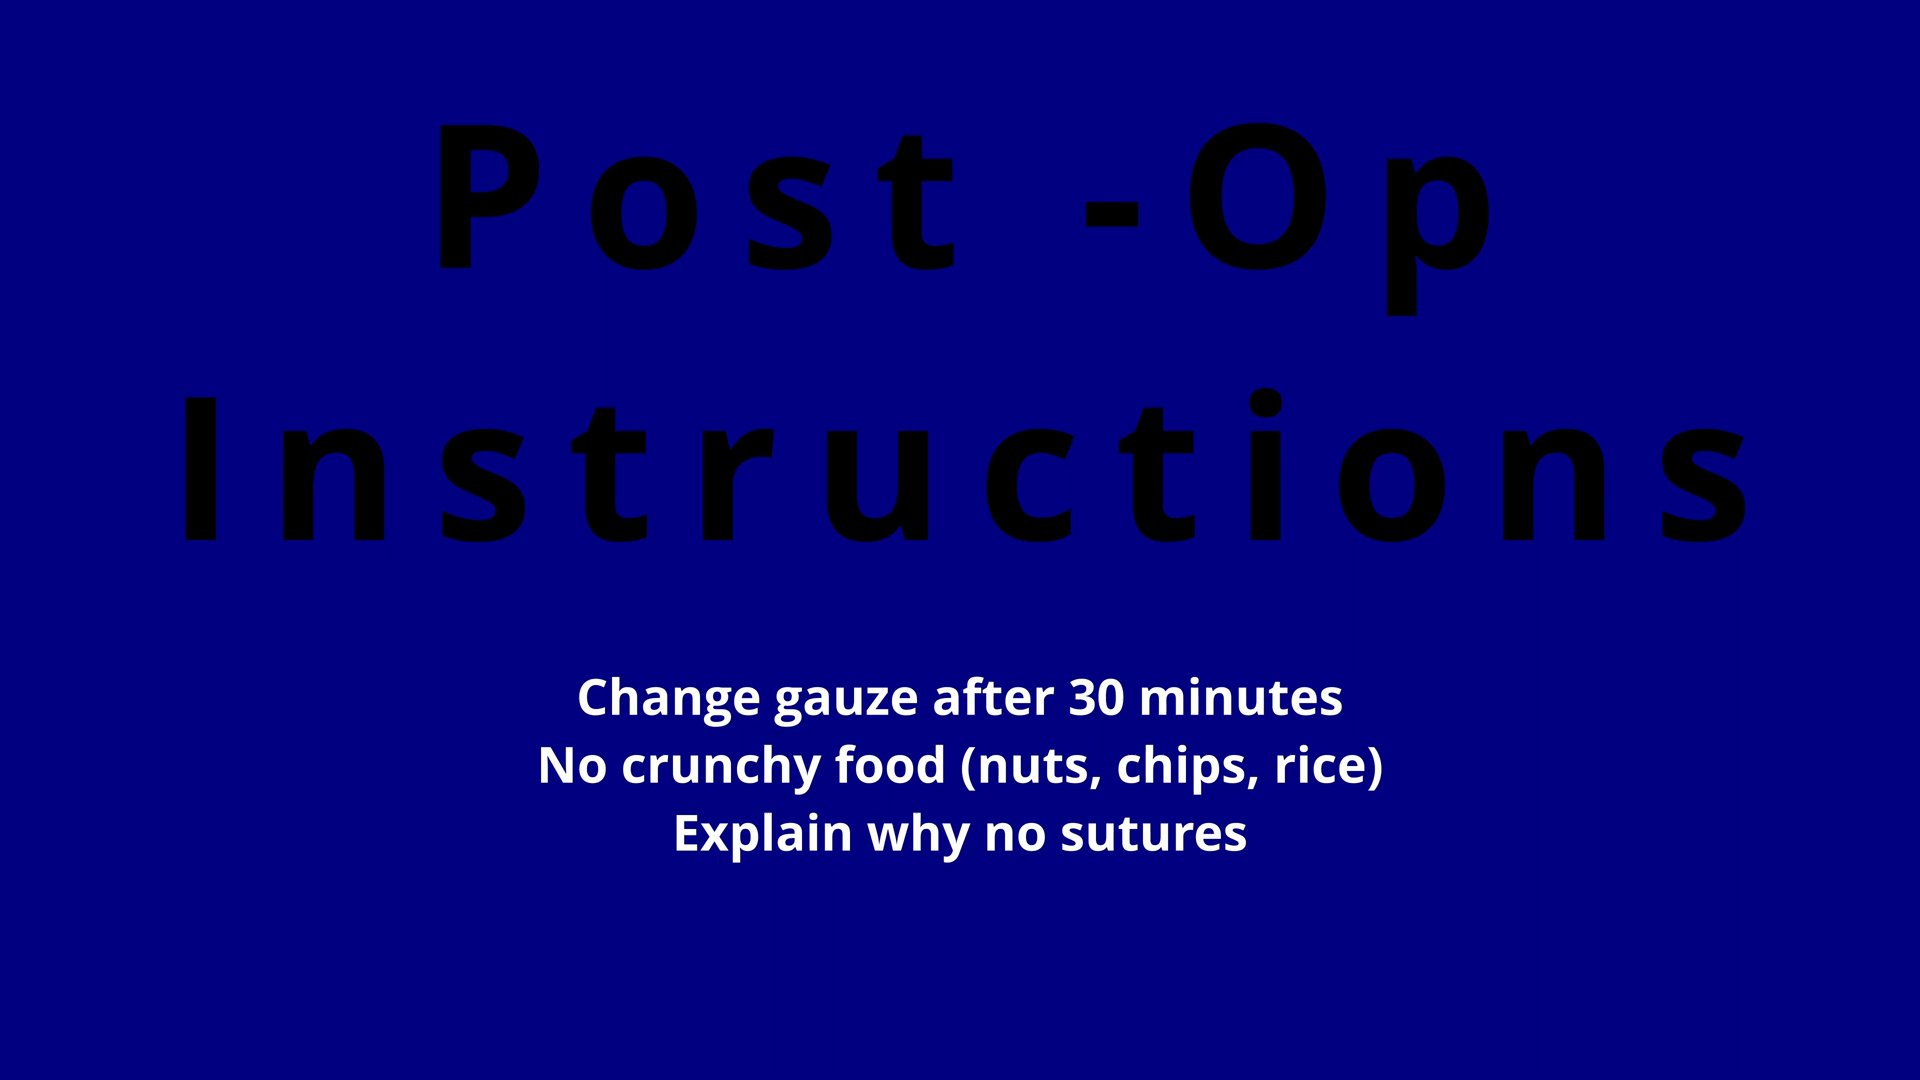 Post -Op
Instructions
Change gauze after 30 minutes
No crunchy food (nuts, chips, rice)
Explain why no sutures